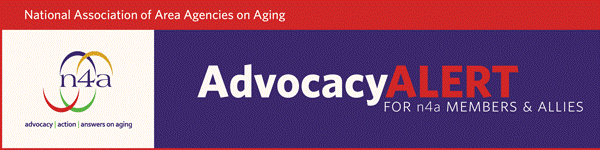 National Association of Area Agencies on Aging
n4a
advocacy | action | answers on aging
AdvocacyALERT
FOR n4a MEMBERS & ALLIES